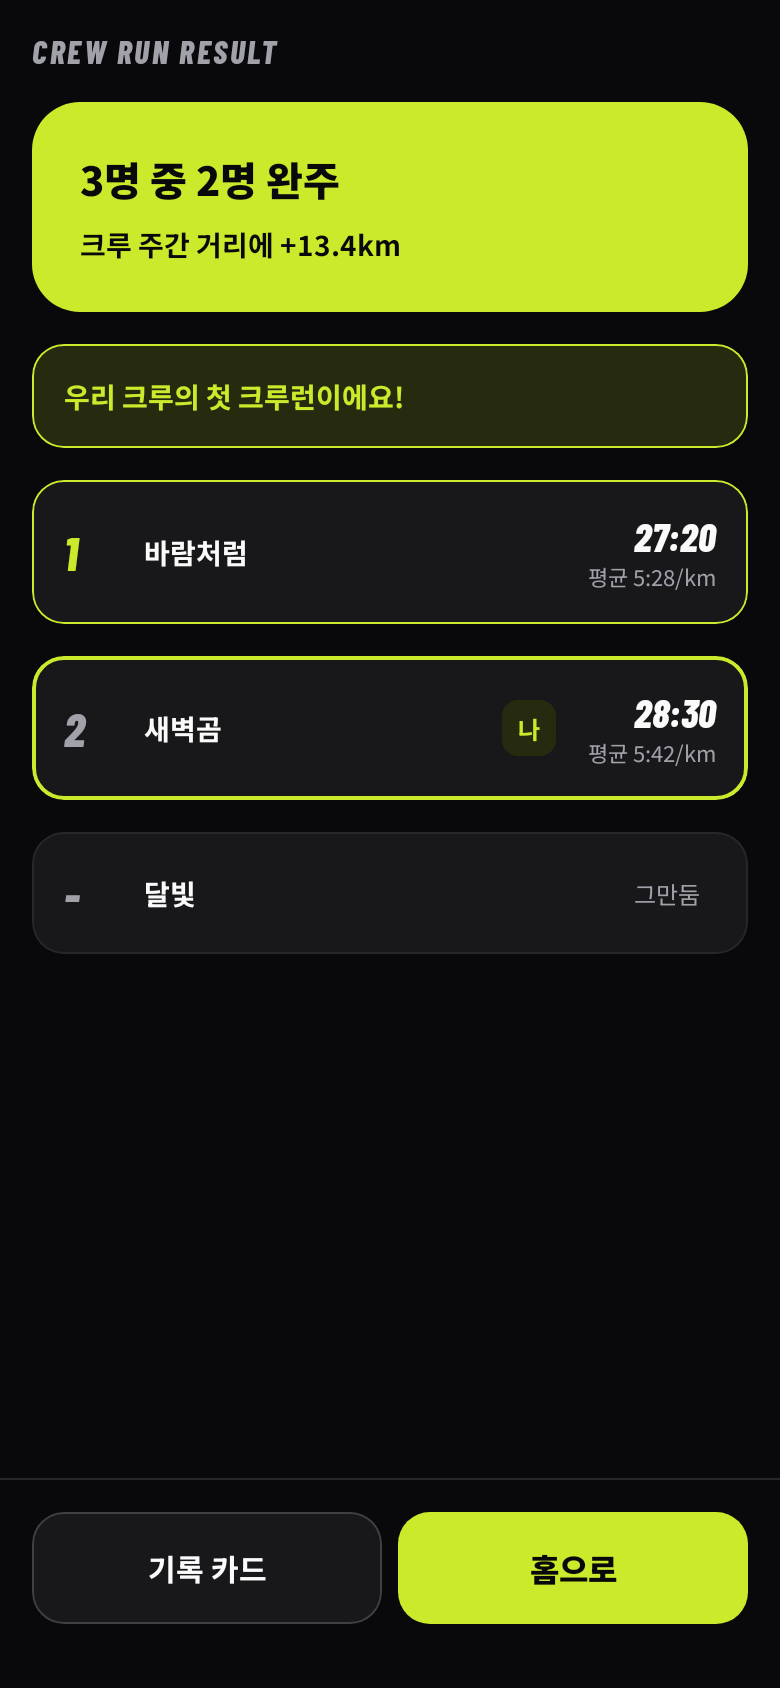 CREW RUN RESULT
3명 중 2명 완주
크루 주간 거리에 +13.4km
우리 크루의 첫 크루런이에요!
1 바람처럼 27:20
평균 5:28/km
2 새벽곰 나 28:30
평균 5:42/km
- 달빛 그만둠
기록 카드 홈으로